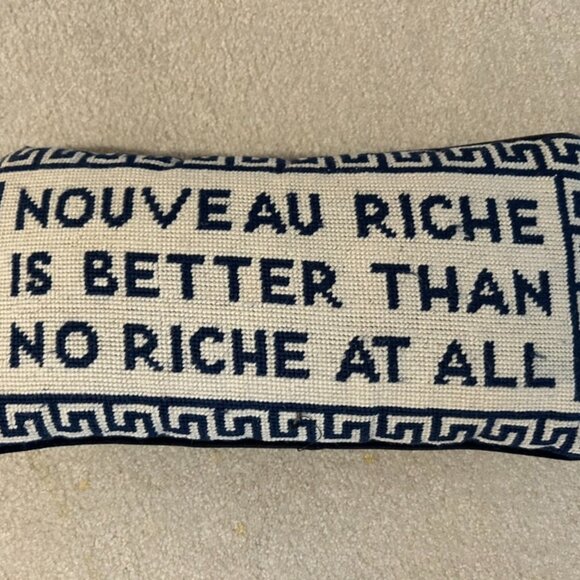 NOUVEAU RICHE
IS BETTER THAN
NO RICHE AT ALL